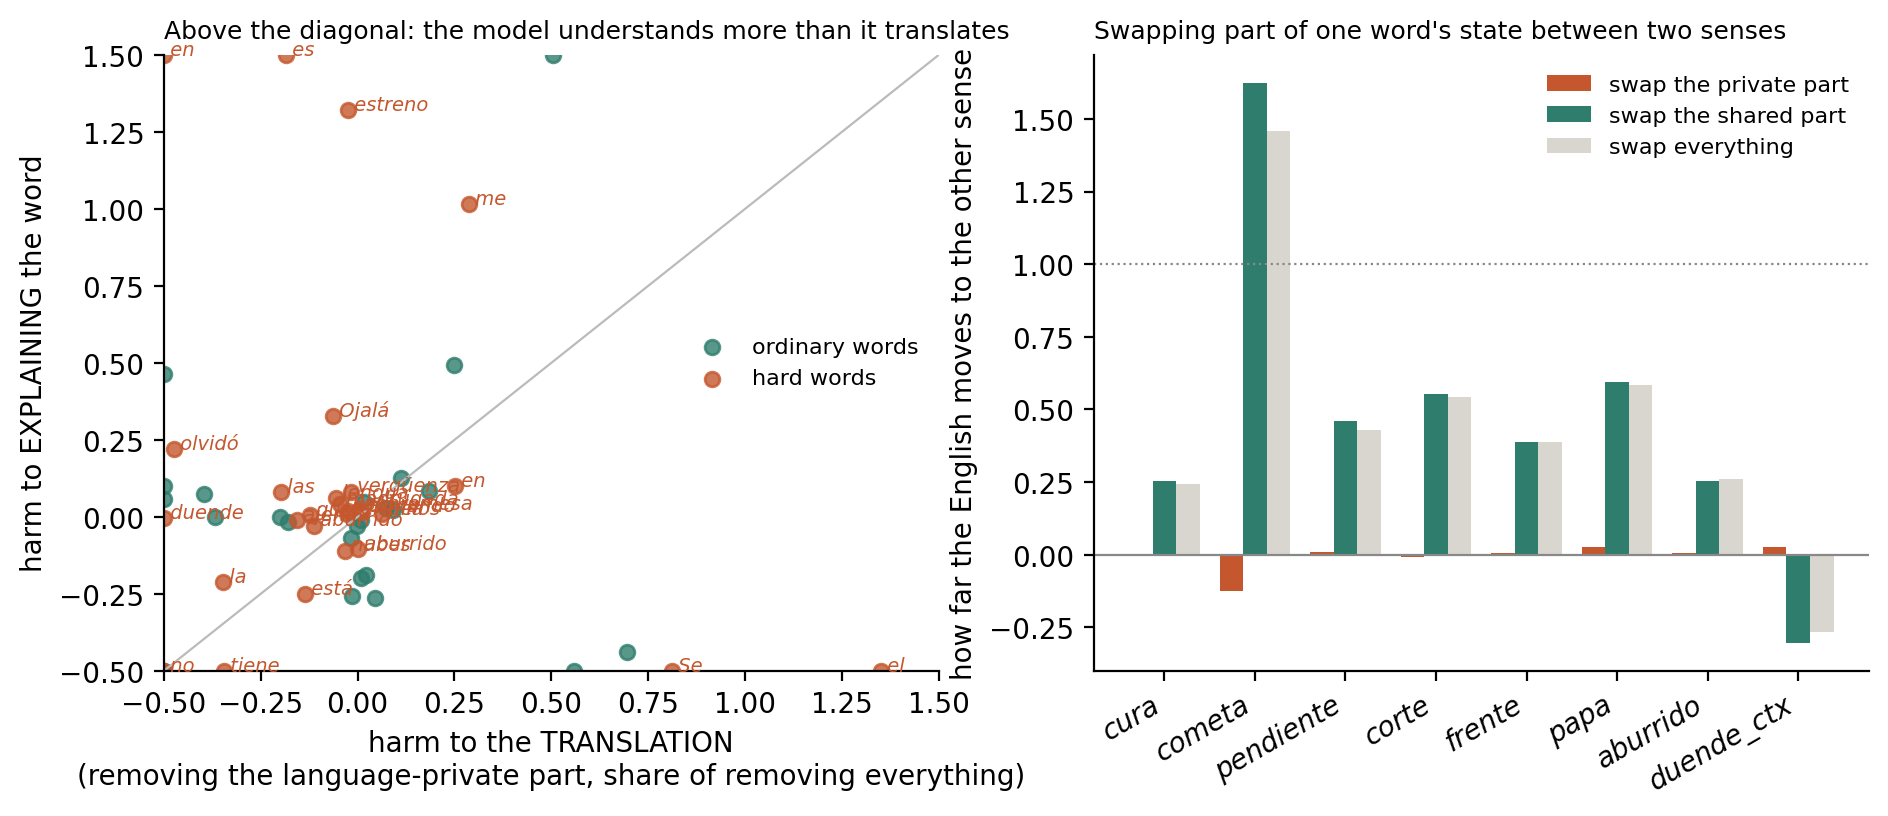 Above the diagonal: the model understands more than it translates
harm to EXPLAINING the word
1.50
1.25
1.00
0.75
0.50
0.25
0.00
−0.25
−0.50
en
es
estreno
me
Ojalá
olvidó
las
vergüenza
en
duende
aburrido
aburrido
la
está
no
tiene
Se
el
ordinary words
hard words
−0.50
−0.25
0.00
0.25
0.50
0.75
1.00
1.25
1.50
harm to the TRANSLATION
(removing the language-private part, share of removing everything)
Swapping part of one word's state between two senses
how far the English moves to the other sense
swap the private part
swap the shared part
swap everything
1.50
1.25
1.00
0.75
0.50
0.25
0.00
−0.25
cura
cometa
pendiente
corte
frente
papa
aburrido
duende_ctx